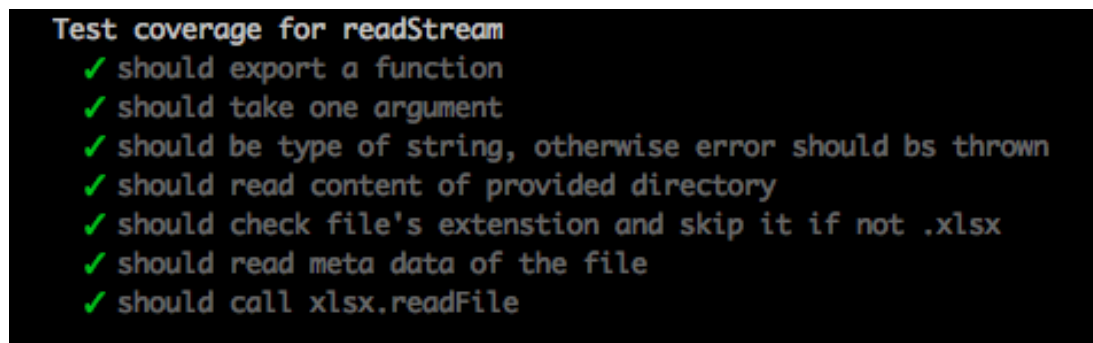 Test coverage for readStream
✓ should export a function
✓ should take one argument
✓ should be type of string, otherwise error should bs thrown
✓ should read content of provided directory
✓ should check file's extenstion and skip it if not .xlsx
✓ should read meta data of the file
✓ should call xlsx.readFile